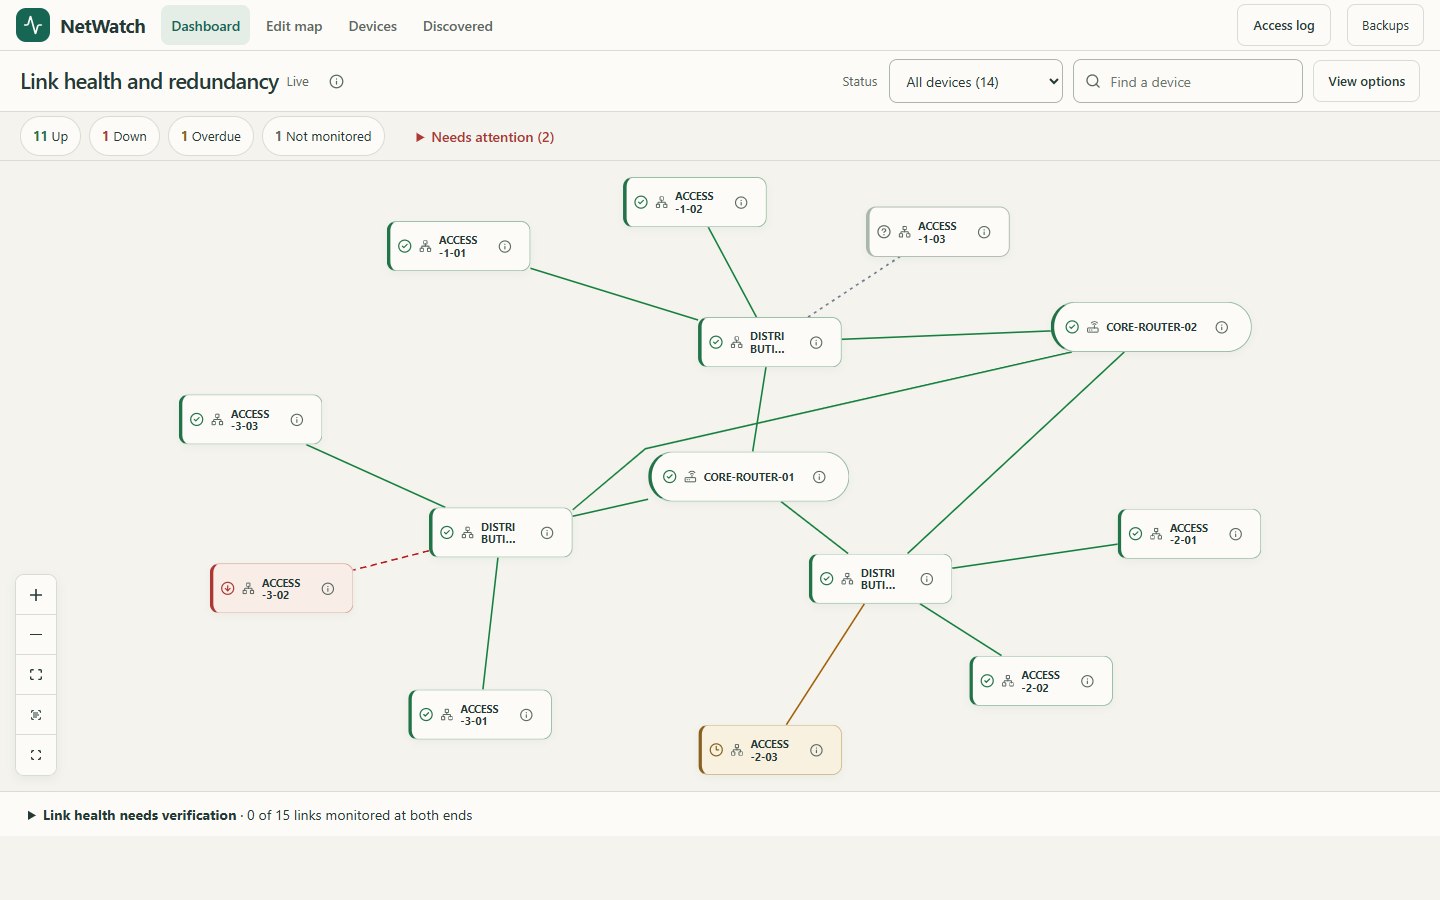 NetWatch
Dashboard
Edit map
Devices
Discovered
Access log
Backups
Link health and redundancy
Live
Status
All devices (14)
Find a device
View options
11 Up
1 Down
1 Overdue
1 Not monitored
Needs attention (2)
ACCESS
-1-02
ACCESS
-1-03
ACCESS
-1-01
CORE-ROUTER-02
DISTRI
BUTI...
ACCESS
-3-03
CORE-ROUTER-01
DISTRI
BUTI...
ACCESS
-2-01
DISTRI
BUTI...
ACCESS
-3-02
ACCESS
-2-02
ACCESS
-3-01
ACCESS
-2-03
Link health needs verification · 0 of 15 links monitored at both ends